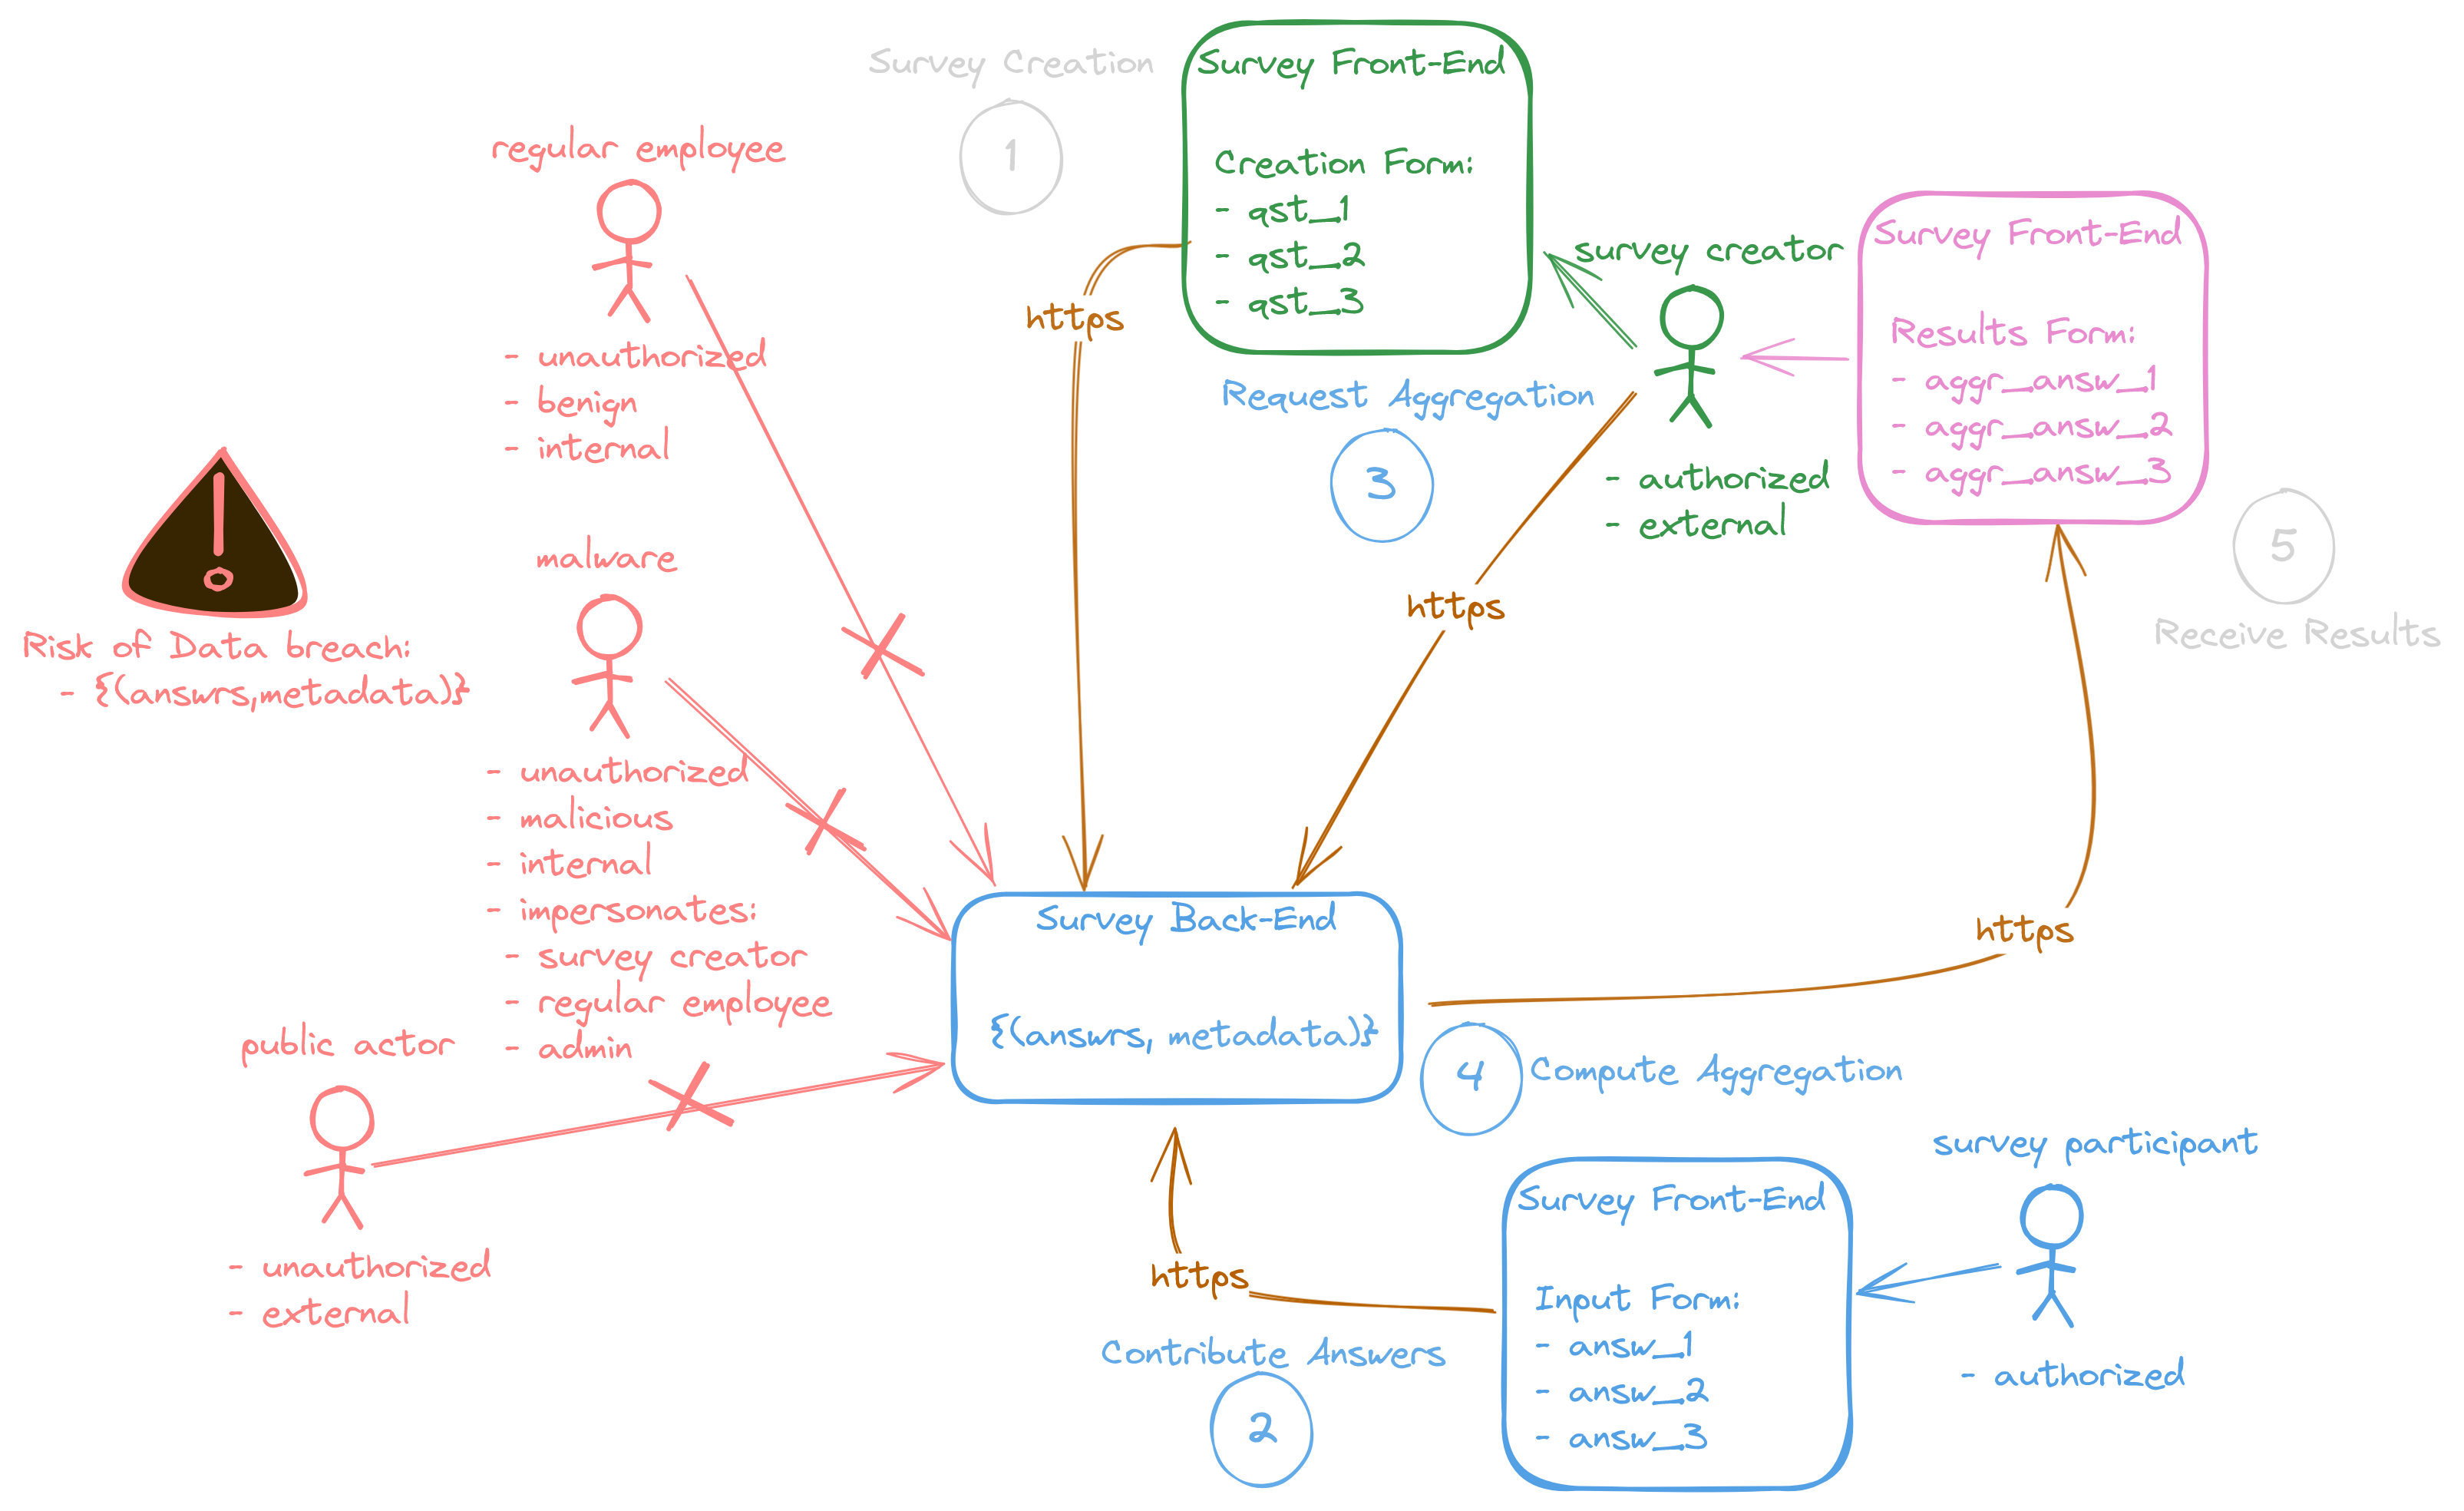 Survey Creation
1
Survey Front-End
Creation Form:
- qst_1
- qst_2
- qst_3
https
survey creator
- authorized
- external
Request Aggregation
3
https
Survey Front-End
Results Form:
- aggr_answ_1
- aggr_answ_2
- aggr_answ_3
5
Receive Results
regular employee
- unauthorized
- benign
- internal
!
Risk of Data breach:
- {(answrs,metadata)}
malware
- unauthorized
- malicious
- internal
- inpersonates:
- survey creator
- regular employee
- admin
public actor
- unauthorized
- external
Survey Back-End
{(answrs, metadata)}
https
4
Compute Aggregation
https
Contribute Answers
2
Survey Front-End
Input Form:
- answ_1
- answ_2
- answ_3
survey participant
- authorized